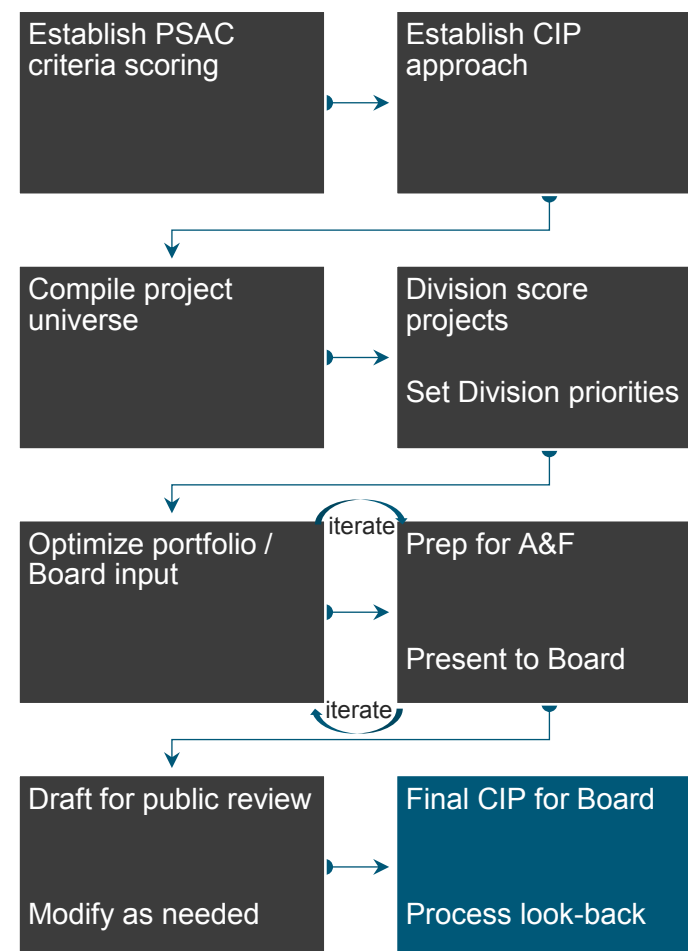 Establish PSAC
criteria scoring
Establish CIP
approach
Compile project
universe
Division score
projects
Set Division priorities
Optimize portfolio /
Board input
iterate
Prep for A&F
Present to Board
iterate
Draft for public review
Modify as needed
Final CIP for Board
Process look-back